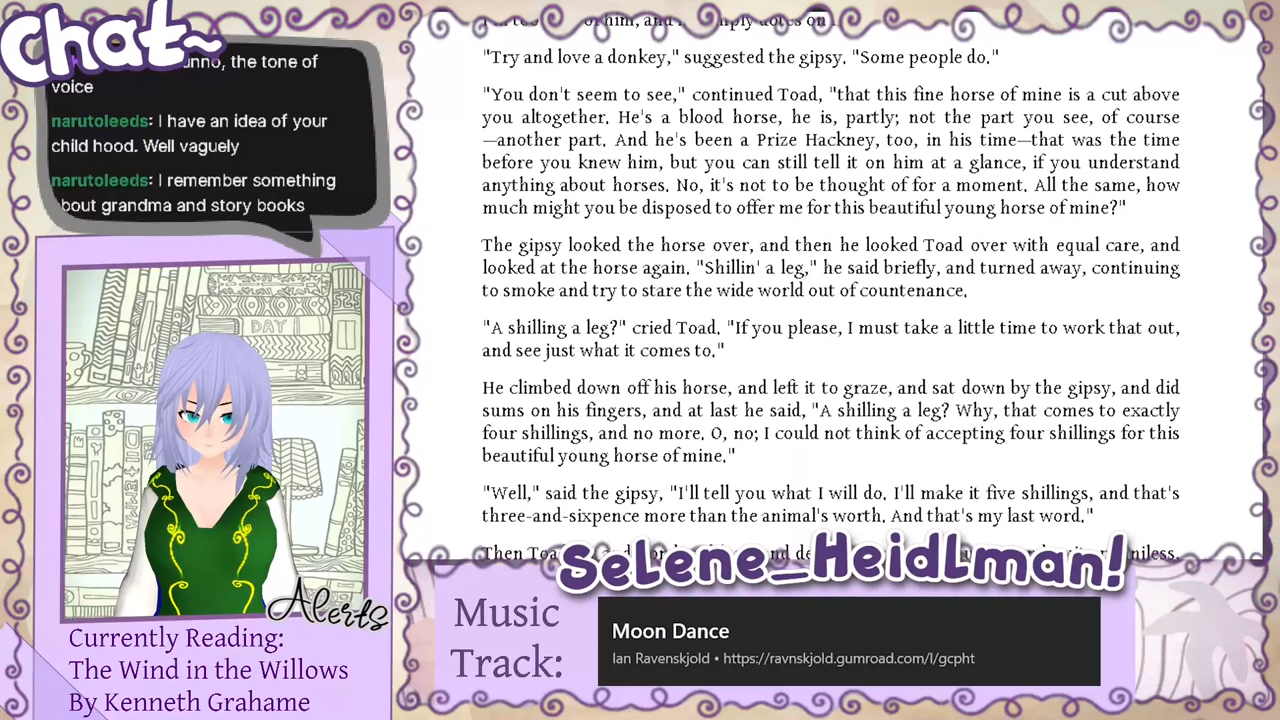 Chat~
unno, the tone of
voice
narutoleeds: I have an idea of your
child hood. Well vaguely
narutoleeds: I remember something
bout grandma and story books
DAY
Alerts
Currently Reading:
The Wind in the Willows
By Kenneth Grahame
"Try and love a donkey," suggested the gipsy. "Some people do."
"You don't seem to see," continued Toad, "that this fine horse of mine is a cut above
you altogether. He's a blood horse, he is, partly; not the part you see, of course
—another part. And he's been a Prize Hackney, too, in his time—that was the time
before you knew him, but you can still tell it on him at a glance, if you understand
anything about horses. No, it's not to be thought of for a moment. All the same, how
much might you be disposed to offer me for this beautiful young horse of mine?"
The gipsy looked the horse over, and then he looked Toad over with equal care, and
looked at the horse again. "Shillin' a leg," he said briefly, and turned away, continuing
to smoke and try to stare the wide world out of countenance.
"A shilling a leg?" cried Toad. "If you please, I must take a little time to work that out,
and see just what it comes to."
He climbed down off his horse, and left it to graze, and sat down by the gipsy, and did
sums on his fingers, and at last he said, "A shilling a leg? Why, that comes to exactly
four shillings, and no more. O, no; I could not think of accepting four shillings for this
beautiful young horse of mine."
"Well," said the gipsy, "I'll tell you what I will do. I'll make it five shillings, and that's
three-and-sixpence more than the animal's worth. And that's my last word."
Selene_Heidlman!
Music
Track:
Moon Dance
Ian Ravenskjold • https://ravnskjold.gumroad.com/l/gcpht